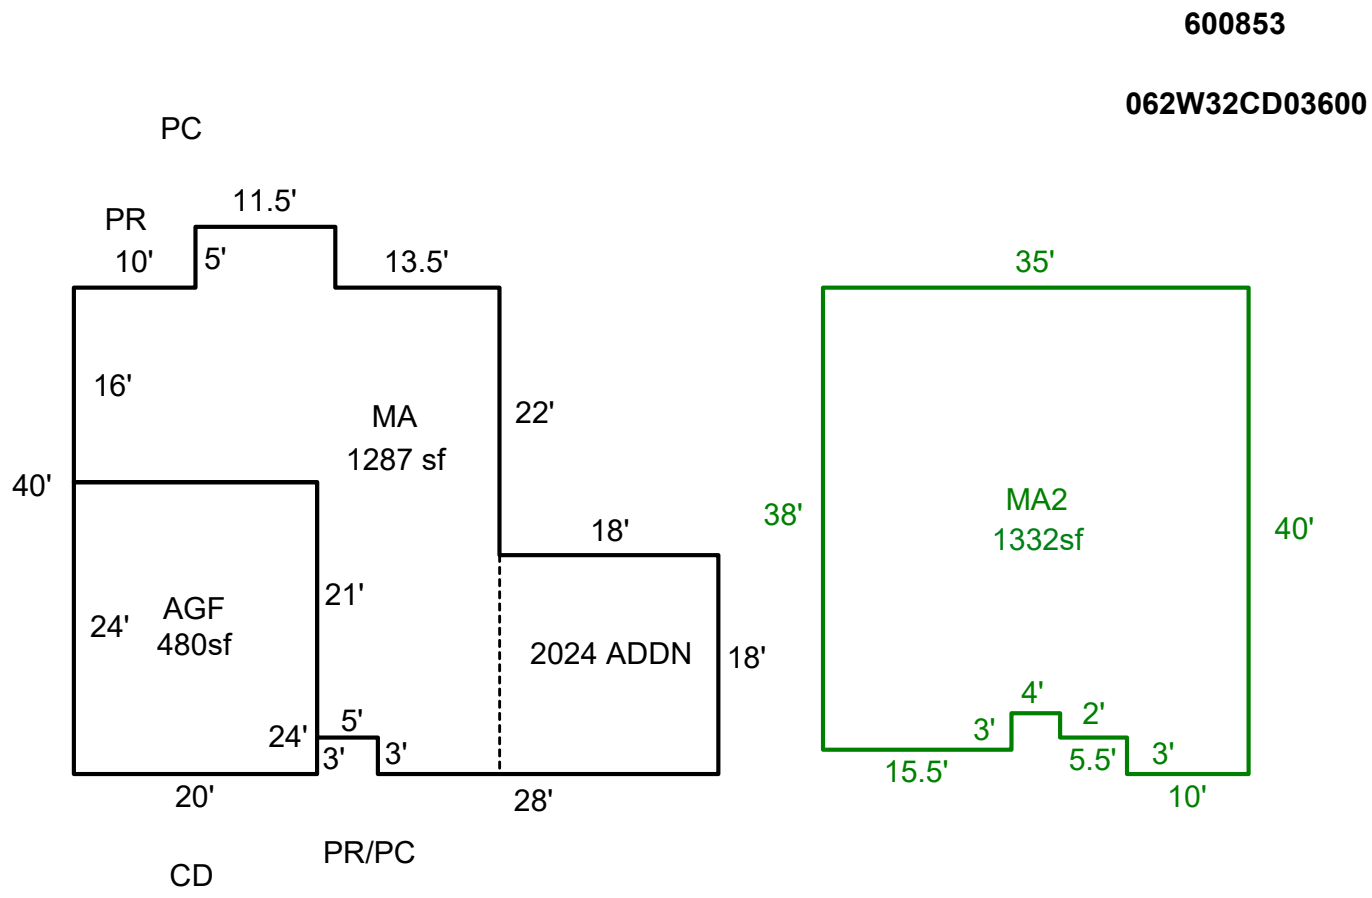 600853
062W32CD03600
PC
11.5'
PR
10'
5'
13.5'
35'
16'
MA
1287 sf
22'
40'
MA2
1332sf
38'
40'
18'
AGF
480sf
24'
21'
2024 ADDN
18'
4'
5'
24'
3'
3'
3'
2'
15.5'
5.5'
3'
20'
28'
10'
PR/PC
CD